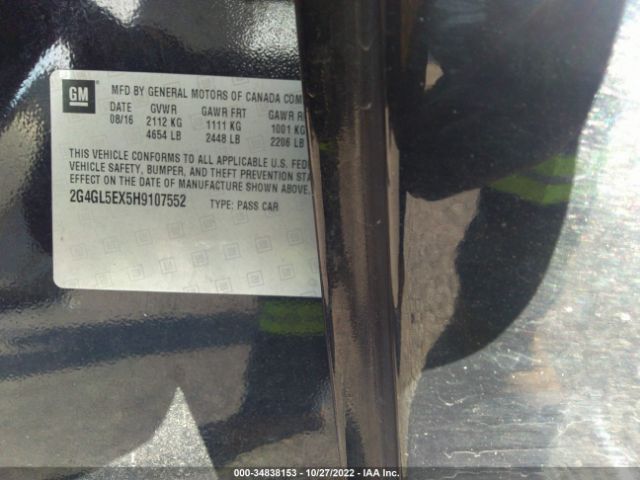 GM
MFD BY GENERAL MOTORS OF CANADA COM
DATE GVWR GAWR FRT GAWR R
08/16 2112 KG 1111 KG 1001 KG
4654 LB 2448 LB 2206 LB
THIS VEHICLE CONFORMS TO ALL APPLICABLE U.S. FED
VEHICLE SAFETY, BUMPER, AND THEFT PREVENTION STA
EFFECT ON THE DATE OF MANUFACTURE SHOWN ABOVE.
2G4GL5EX5H9107552 TYPE: PASS CAR
000-34838153 - 10/27/2022 - IAA Inc.